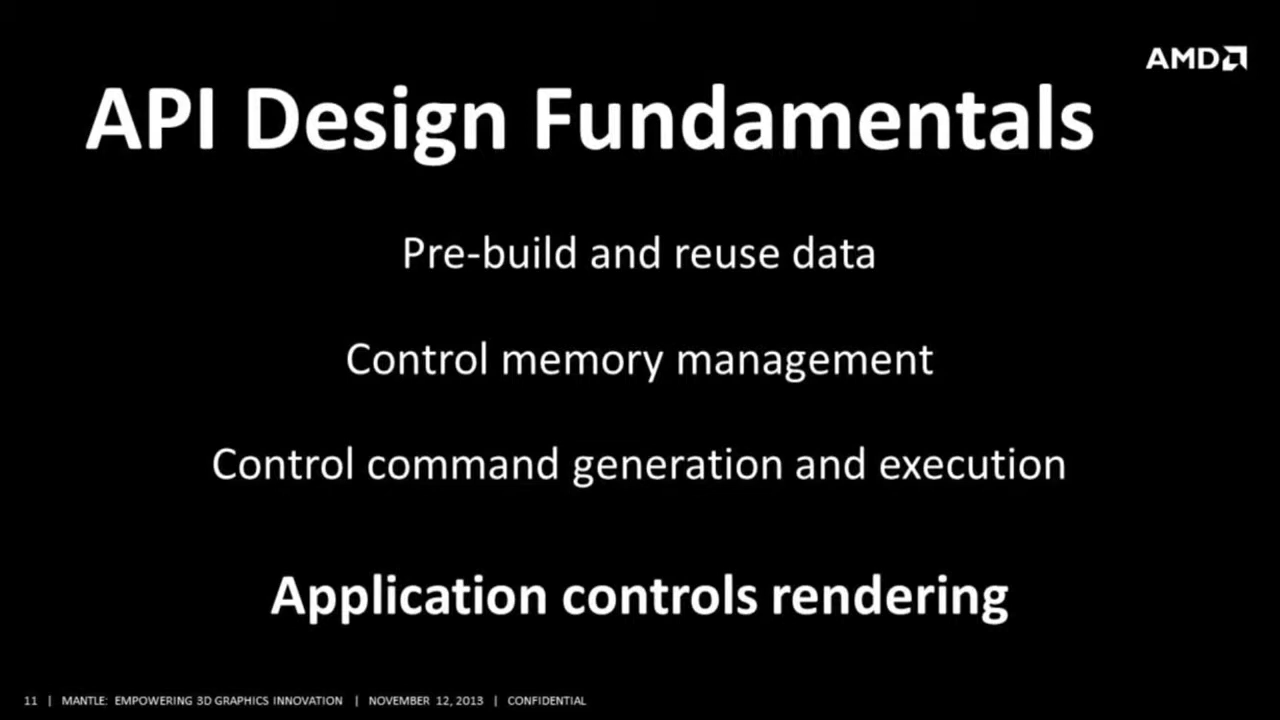 AMD
API Design Fundamentals
Pre-build and reuse data
Control memory management
Control command generation and execution
Application controls rendering
11 | MANTLE: EMPOWERING 3D GRAPHICS INNOVATION | NOVEMBER 12, 2013 | CONFIDENTIAL